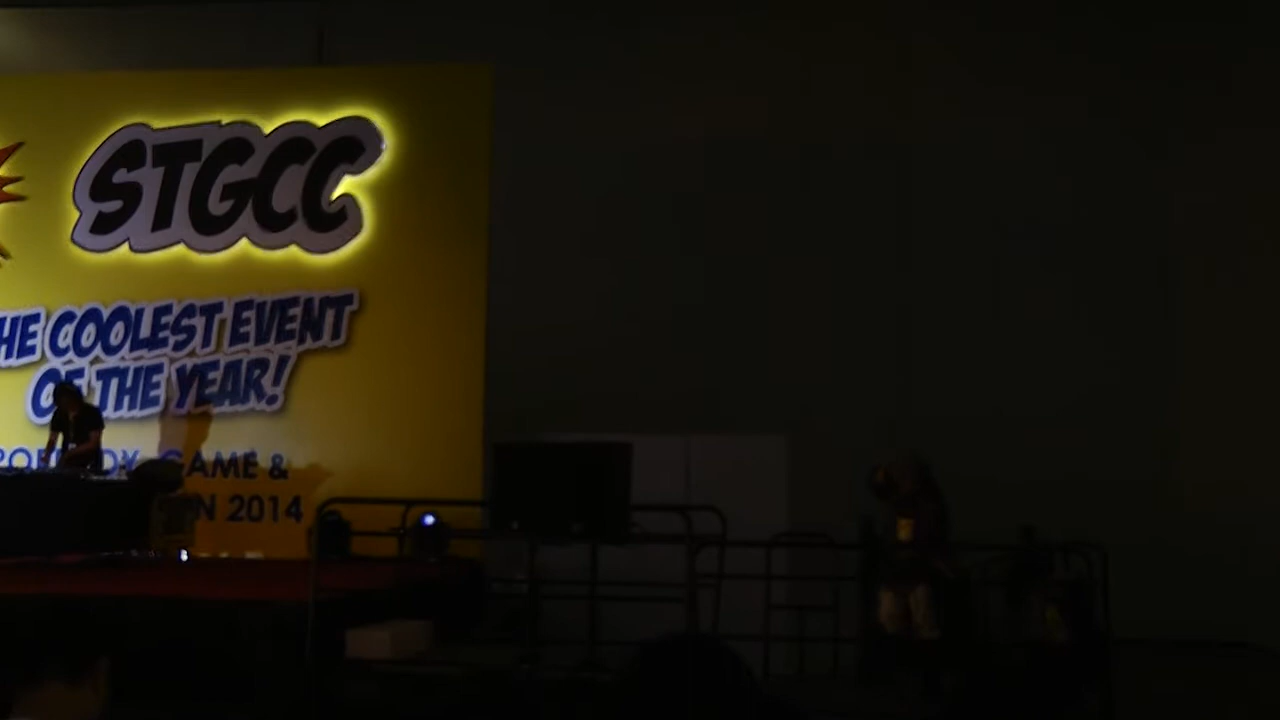 STGCC
HE COOLEST EVENT
OF THE YEAR!
GAME &
N 2014